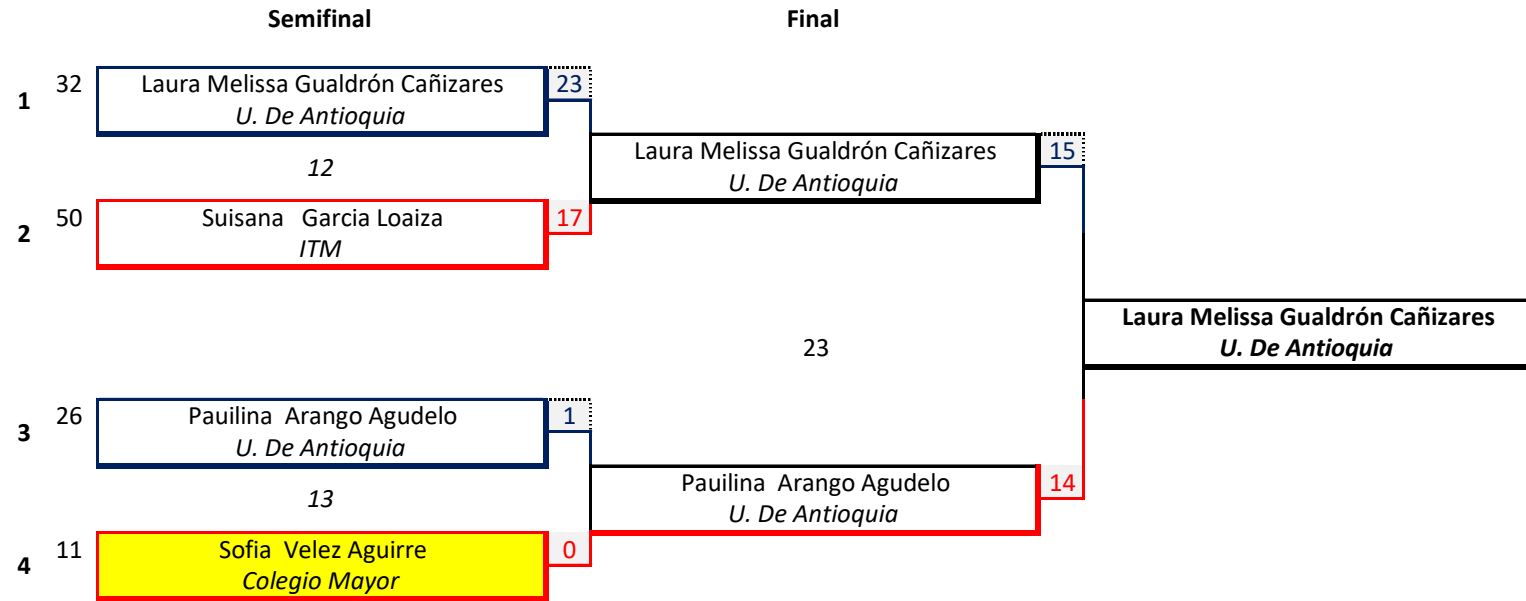 Semifinal Final
32 Laura Melissa Gualdrón Cañizares 23
1
U. De Antioquia
Laura Melissa Gualdrón Cañizares 15
12
U. De Antioquia
50 Suisana Garcia Loaiza 17
2
ITM
Laura Melissa Gualdrón Cañizares
23
U. De Antioquia
26 Pauilina Arango Agudelo 1
3
U. De Antioquia
Pauilina Arango Agudelo 14
13
U. De Antioquia
11 Sofia Velez Aguirre 0
4
Colegio Mayor